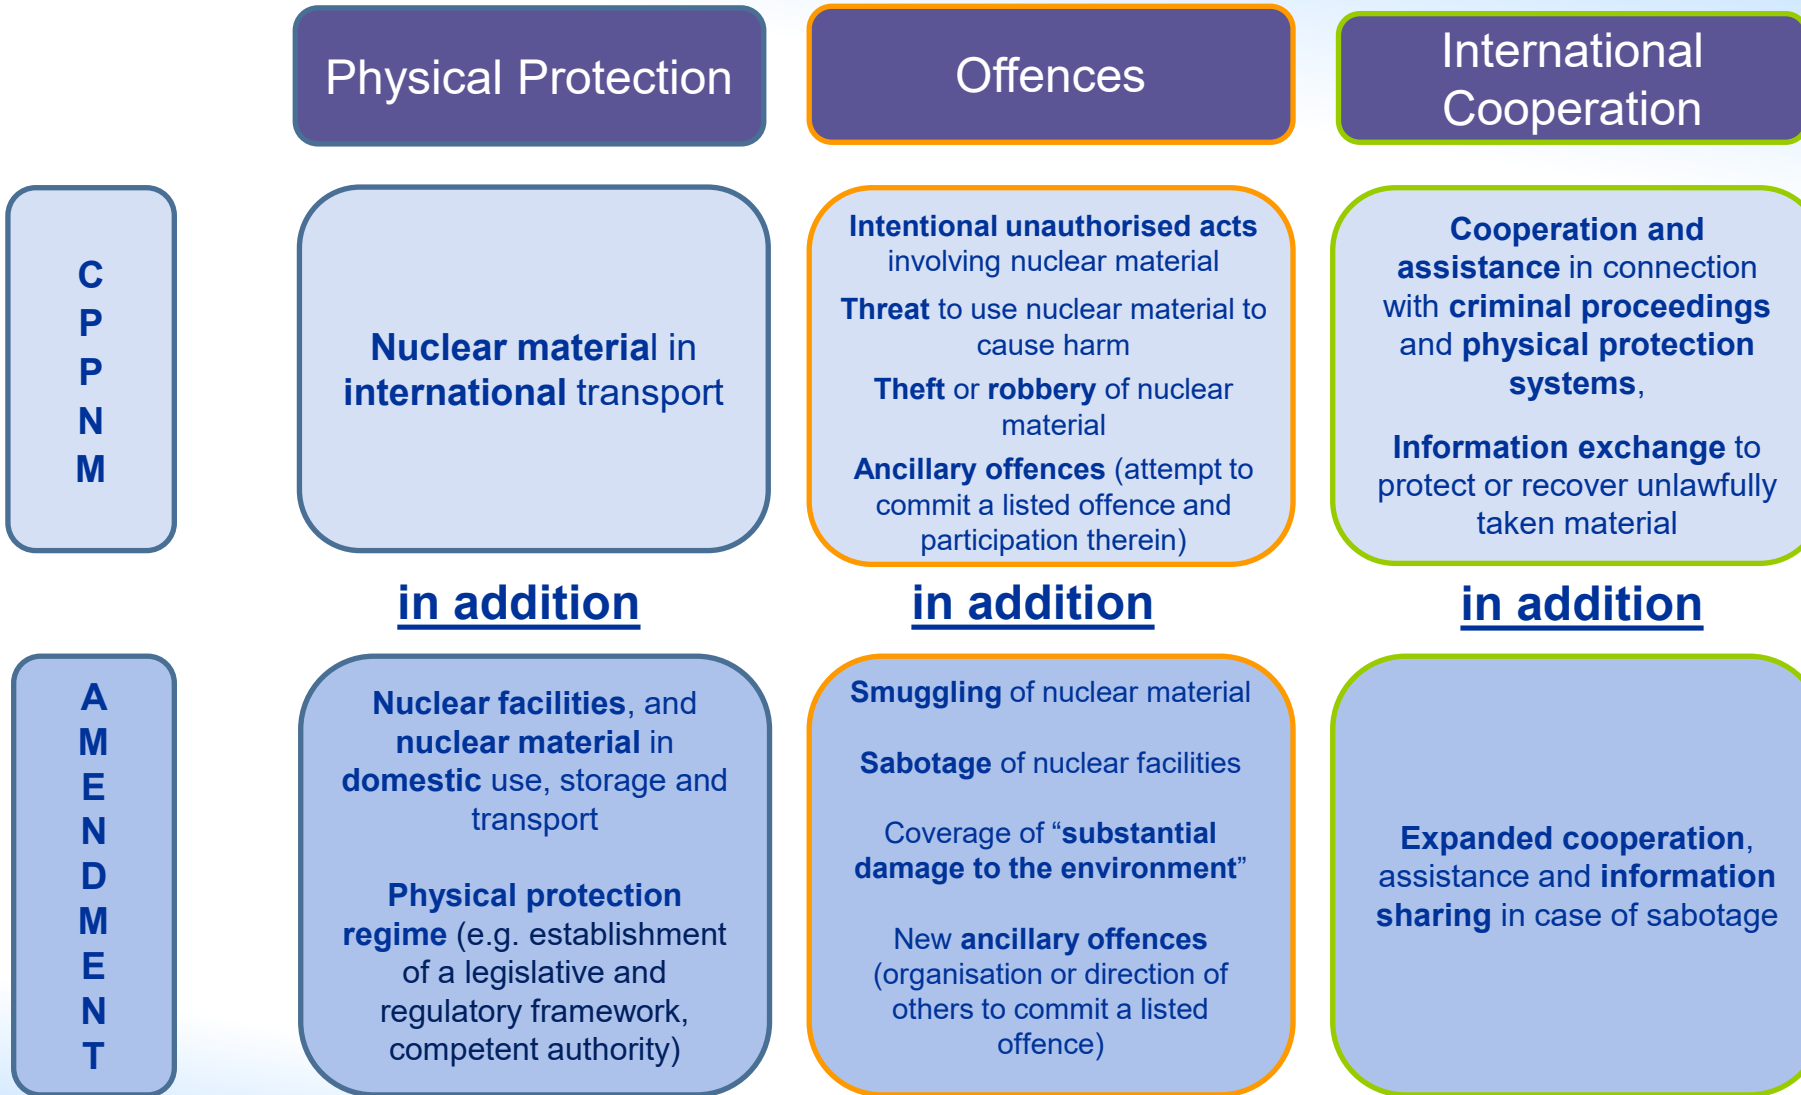 Physical Protection
Offences
International
Cooperation
C
P
P
N
M
Nuclear material in
international transport
Intentional unauthorised acts
involving nuclear material
Threat to use nuclear material to
cause harm
Theft or robbery of nuclear
material
Ancillary offences (attempt to
commit a listed offence and
participation therein)
Cooperation and
assistance in connection
with criminal proceedings
and physical protection
systems,
Information exchange to
protect or recover unlawfully
taken material
in addition
in addition
in addition
A
M
E
N
D
M
E
N
T
Nuclear facilities, and
nuclear material in
domestic use, storage and
transport
Physical protection
regime (e.g. establishment
of a legislative and
regulatory framework,
competent authority)
Smuggling of nuclear material
Sabotage of nuclear facilities
Coverage of “substantial
damage to the environment”
New ancillary offences
(organisation or direction of
others to commit a listed
offence)
Expanded cooperation,
assistance and information
sharing in case of sabotage